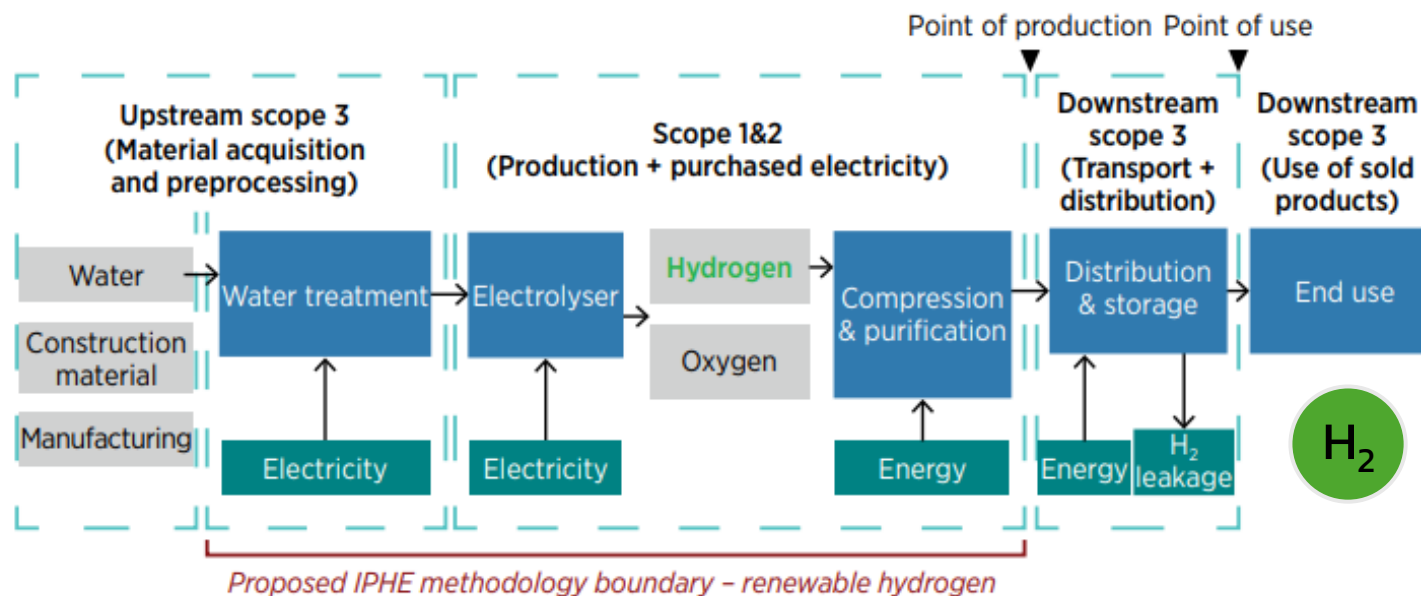 Point of production
Point of use
Upstream scope 3
(Material acquisition
and preprocessing)
Scope 1&2
(Production + purchased electricity)
Downstream
scope 3
(Transport +
distribution)
Downstream
scope 3
(Use of sold
products)
Water
Construction
material
Manufacturing
Water treatment
Electricity
Electrolyser
Electricity
Hydrogen
Oxygen
Compression
& purification
Energy
Distribution
& storage
Energy
H₂
leakage
End use
H₂
Proposed IPHE methodology boundary – renewable hydrogen